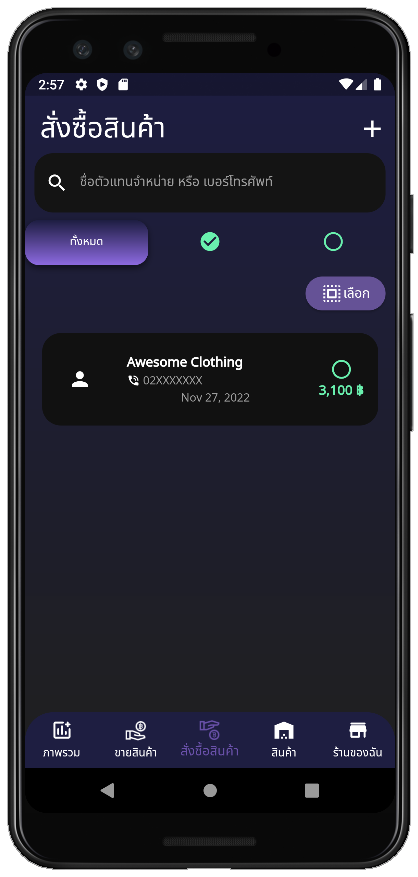 2:57
สั่งซื้อสินค้า
ชื่อตัวแทนจำหน่าย หรือ เบอร์โทรศัพท์
ทั้งหมด
เลือก
Awesome Clothing
02XXXXXXX
3,100 ฿
Nov 27, 2022
ภาพรวม ขายสินค้า สั่งซื้อสินค้า สินค้า ร้านของฉัน